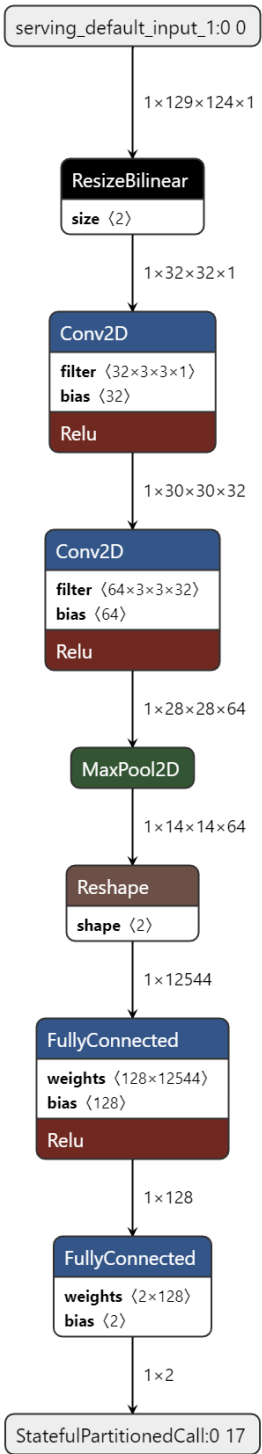 serving_default_input_1:0 0
1×129×124×1
ResizeBilinear
size ⟨2⟩
1×32×32×1
Conv2D
filter ⟨32×3×3×1⟩
bias ⟨32⟩
Relu
1×30×30×32
Conv2D
filter ⟨64×3×3×32⟩
bias ⟨64⟩
Relu
1×28×28×64
MaxPool2D
1×14×14×64
Reshape
shape ⟨2⟩
1×12544
FullyConnected
weights ⟨128×12544⟩
bias ⟨128⟩
Relu
1×128
FullyConnected
weights ⟨2×128⟩
bias ⟨2⟩
1×2
StatefulPartitionedCall:0 17